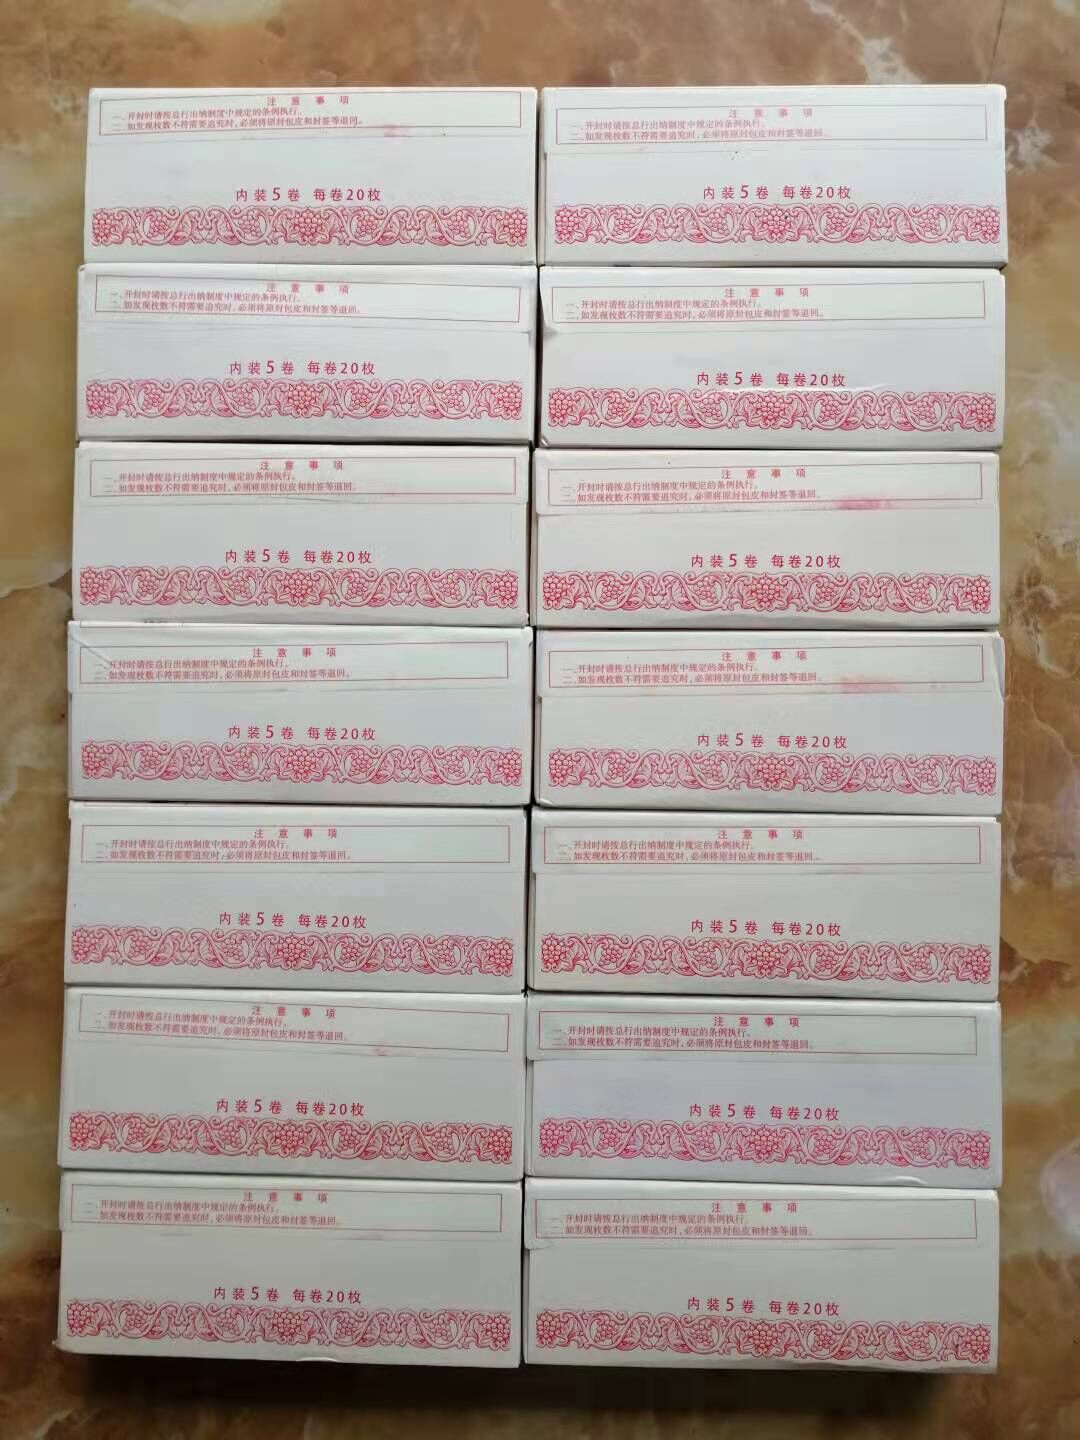 注意事项
一、开封时请按总行出纳制度中规定的条例执行。
二、如发现枚数不符需要追究时，必须将原封包皮和封签等退回。
内装5卷 每卷20枚
注意事项
一、开封时请按总行出纳制度中规定的条例执行。
二、如发现枚数不符需要追究时，必须将原封包皮和封签等退回。
内装5卷 每卷20枚
注意事项
一、开封时请按总行出纳制度中规定的条例执行。
二、如发现枚数不符需要追究时，必须将原封包皮和封签等退回。
内装5卷 每卷20枚
注意事项
一、开封时请按总行出纳制度中规定的条例执行。
二、如发现枚数不符需要追究时，必须将原封包皮和封签等退回。
内装5卷 每卷20枚
注意事项
一、开封时请按总行出纳制度中规定的条例执行。
二、如发现枚数不符需要追究时，必须将原封包皮和封签等退回。
内装5卷 每卷20枚
注意事项
一、开封时请按总行出纳制度中规定的条例执行。
二、如发现枚数不符需要追究时，必须将原封包皮和封签等退回。
内装5卷 每卷20枚
注意事项
一、开封时请按总行出纳制度中规定的条例执行。
二、如发现枚数不符需要追究时，必须将原封包皮和封签等退回。
内装5卷 每卷20枚
注意事项
一、开封时请按总行出纳制度中规定的条例执行。
二、如发现枚数不符需要追究时，必须将原封包皮和封签等退回。
内装5卷 每卷20枚
注意事项
一、开封时请按总行出纳制度中规定的条例执行。
二、如发现枚数不符需要追究时，必须将原封包皮和封签等退回。
内装5卷 每卷20枚
注意事项
一、开封时请按总行出纳制度中规定的条例执行。
二、如发现枚数不符需要追究时，必须将原封包皮和封签等退回。
内装5卷 每卷20枚
注意事项
一、开封时请按总行出纳制度中规定的条例执行。
二、如发现枚数不符需要追究时，必须将原封包皮和封签等退回。
内装5卷 每卷20枚
注意事项
一、开封时请按总行出纳制度中规定的条例执行。
二、如发现枚数不符需要追究时，必须将原封包皮和封签等退回。
内装5卷 每卷20枚
注意事项
一、开封时请按总行出纳制度中规定的条例执行。
二、如发现枚数不符需要追究时，必须将原封包皮和封签等退回。
内装5卷 每卷20枚
注意事项
一、开封时请按总行出纳制度中规定的条例执行。
二、如发现枚数不符需要追究时，必须将原封包皮和封签等退回。
内装5卷 每卷20枚